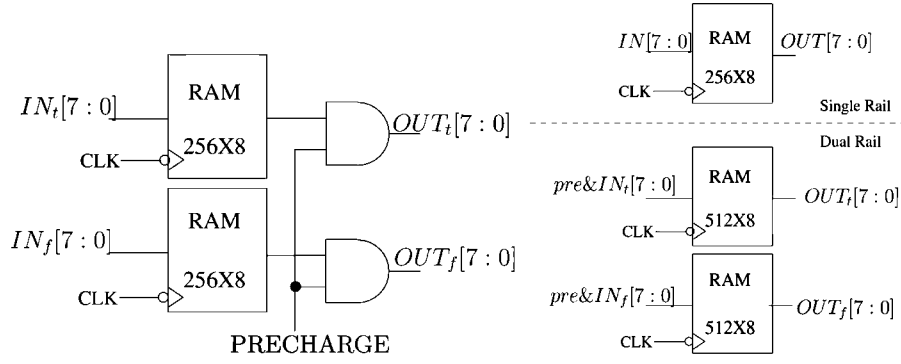 RAM
IN_t[7:0]
OUT_t[7:0]
CLK
256X8
RAM
IN_f[7:0]
OUT_f[7:0]
CLK
256X8
PRECHARGE
RAM
IN[7:0]
OUT[7:0]
CLK
256X8
Single Rail
Dual Rail
RAM
pre&IN_t[7:0]
OUT_t[7:0]
CLK
512X8
RAM
pre&IN_f[7:0]
OUT_f[7:0]
CLK
512X8